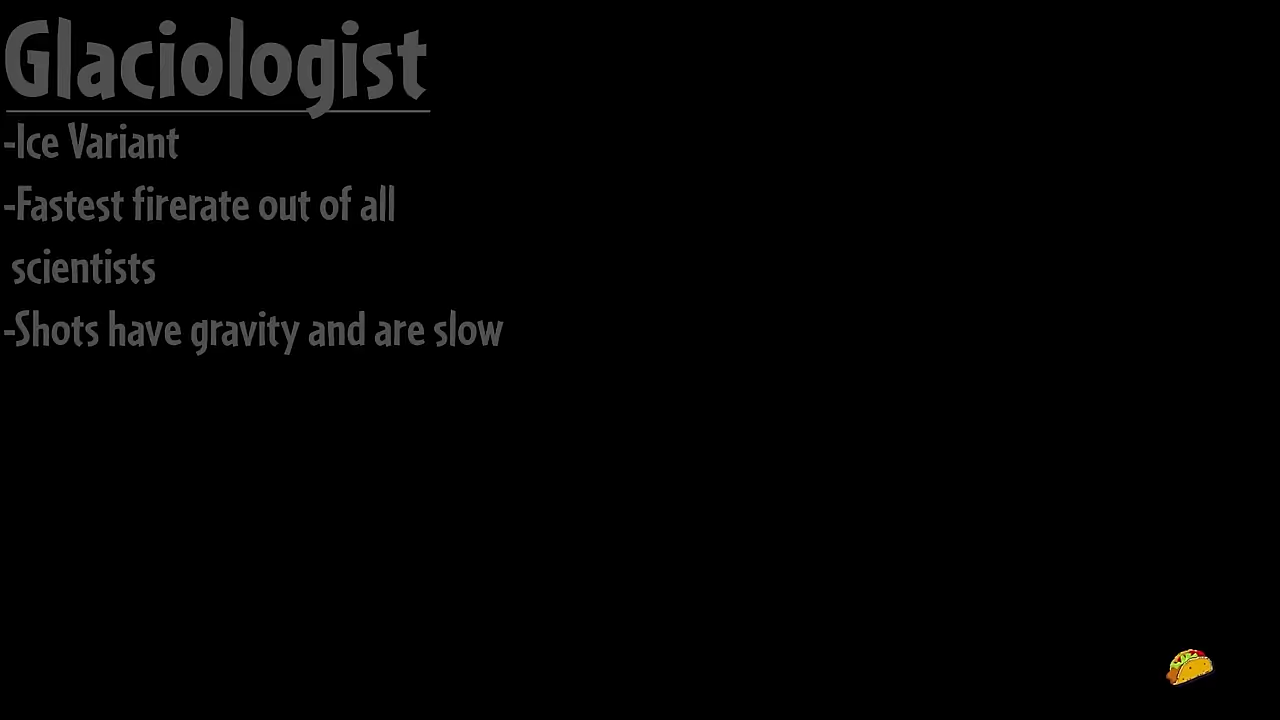 Glaciologist
-Ice Variant
-Fastest firerate out of all
scientists
-Shots have gravity and are slow